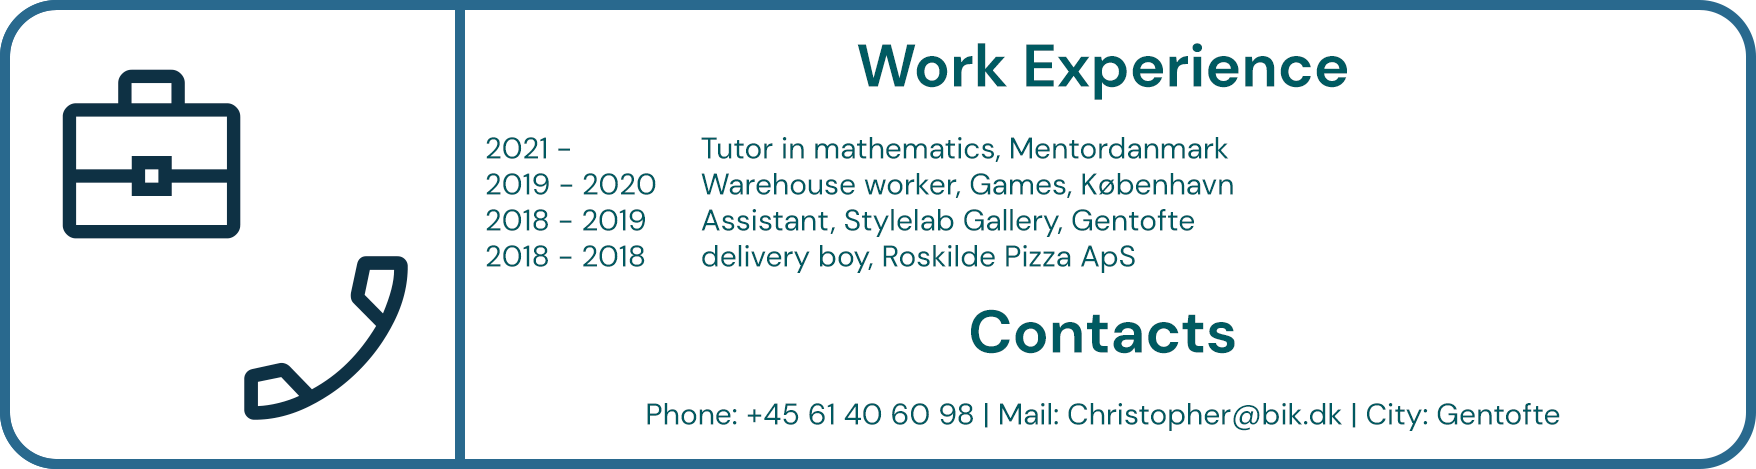 Work Experience
2021 - Tutor in mathematics, Mentordanmark
2019 - 2020 Warehouse worker, Games, København
2018 - 2019 Assistant, Stylelab Gallery, Gentofte
2018 - 2018 delivery boy, Roskilde Pizza ApS
Contacts
Phone: +45 61 40 60 98 | Mail: Christopher@bik.dk | City: Gentofte